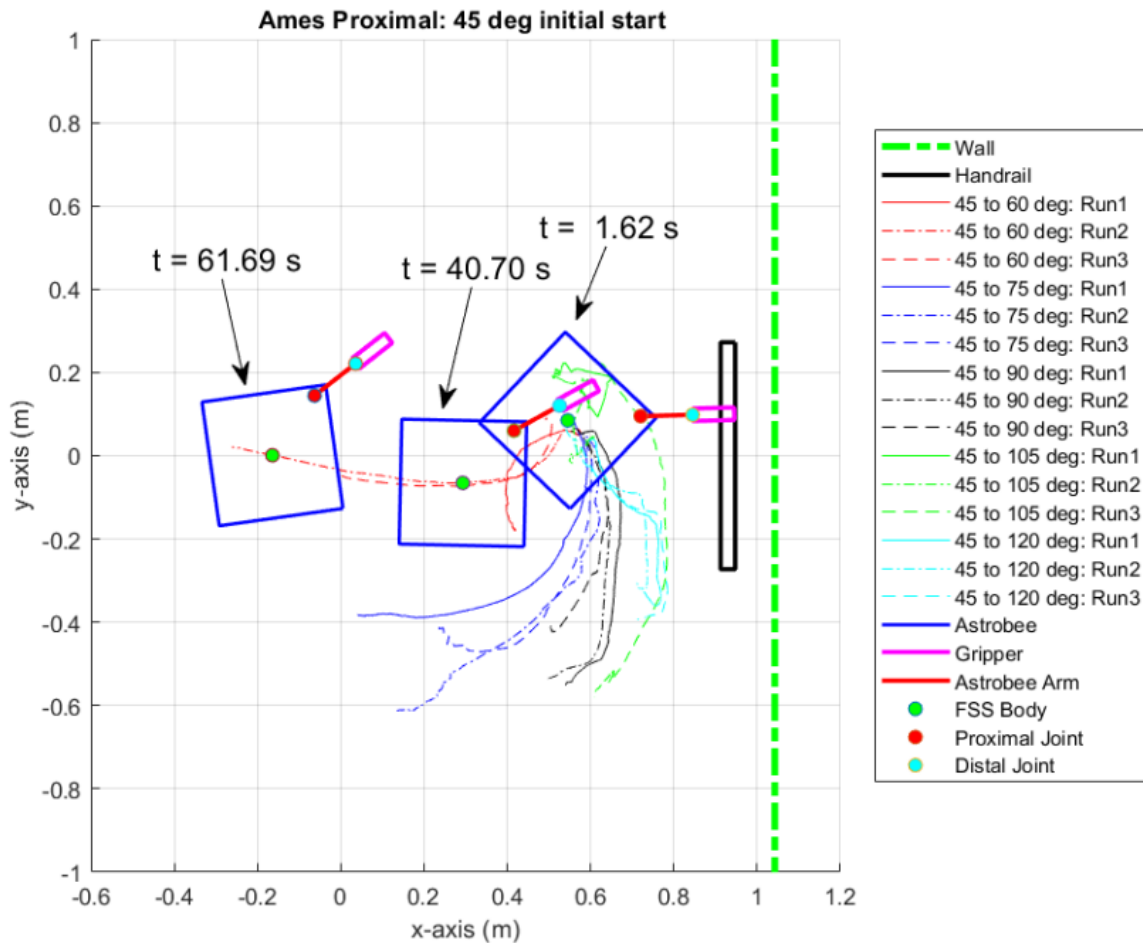 Ames Proximal: 45 deg initial start
1
0.8
0.6
0.4
0.2
0
-0.2
-0.4
-0.6
-0.8
-1
y-axis (m)
t = 61.69 s
t = 40.70 s
t = 1.62 s
-0.6
-0.4
-0.2
0
0.2
0.4
0.6
0.8
1
1.2
x-axis (m)
Wall
Handrail
45 to 60 deg: Run1
45 to 60 deg: Run2
45 to 60 deg: Run3
45 to 75 deg: Run1
45 to 75 deg: Run2
45 to 75 deg: Run3
45 to 90 deg: Run1
45 to 90 deg: Run2
45 to 90 deg: Run3
45 to 105 deg: Run1
45 to 105 deg: Run2
45 to 105 deg: Run3
45 to 120 deg: Run1
45 to 120 deg: Run2
45 to 120 deg: Run3
Astrobee
Gripper
Astrobee Arm
FSS Body
Proximal Joint
Distal Joint